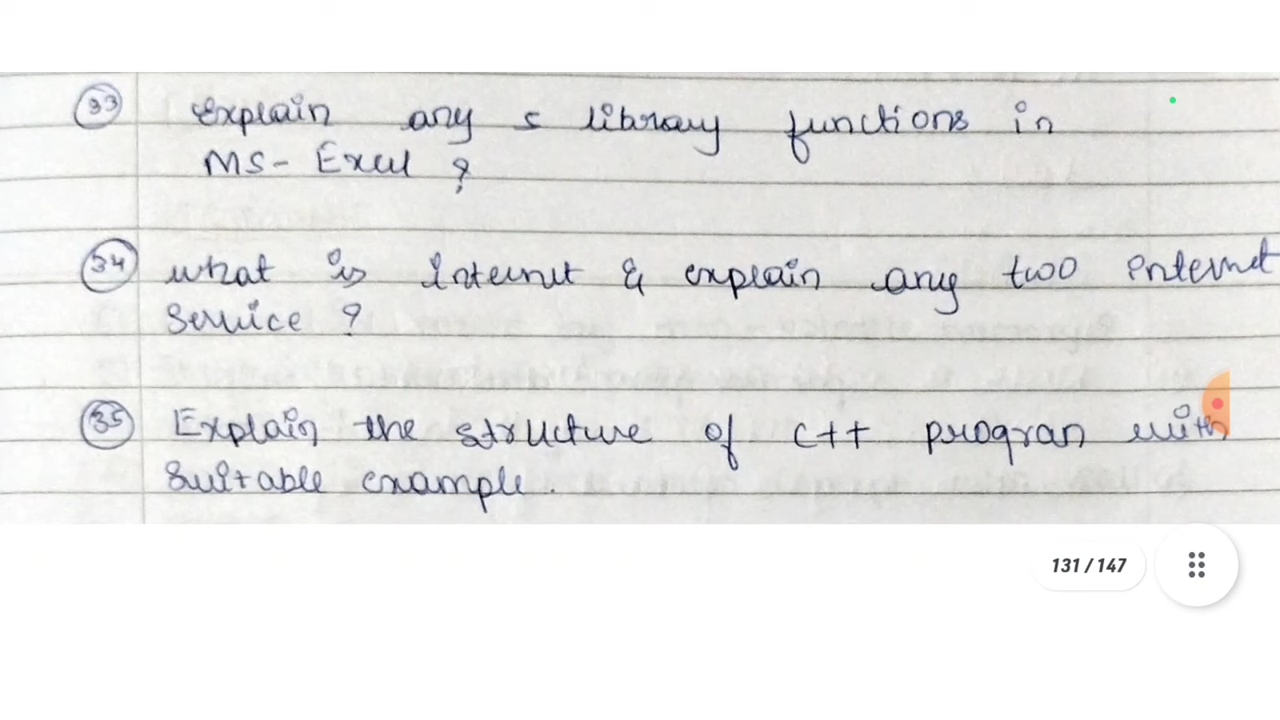 33 Explain any 5 library functions in
MS- Excel ?
34 what is internet & explain any two internet
Service ?
35 Explain the structure of C++ progran with
Suitable example.
131 / 147